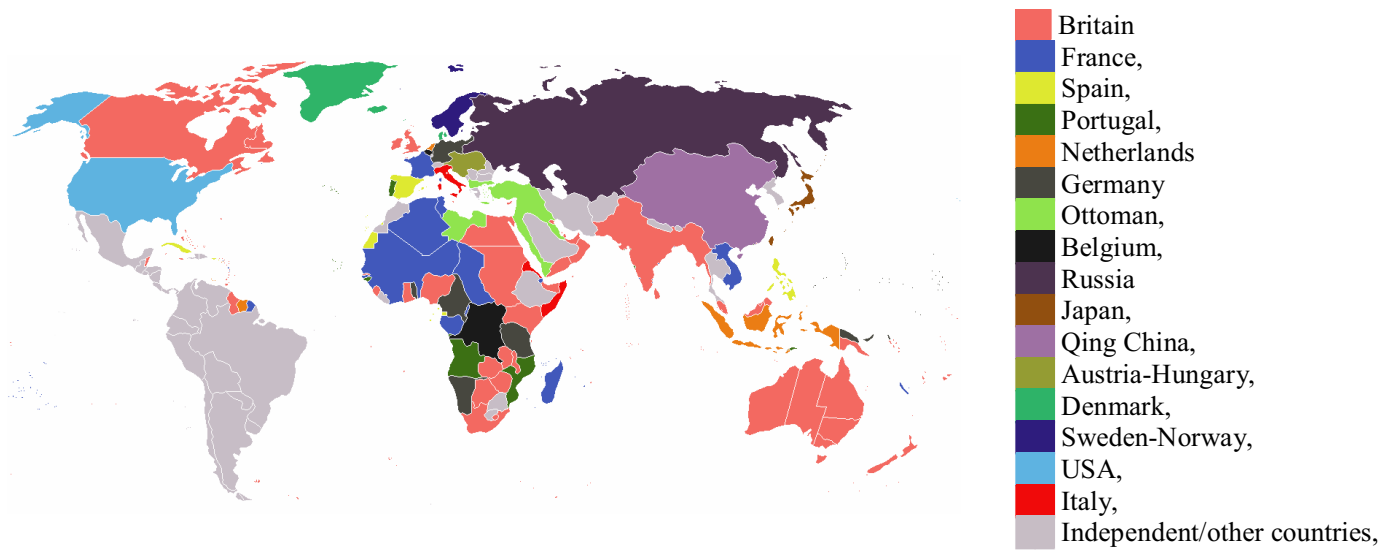 Britain
France,
Spain,
Portugal,
Netherlands
Germany
Ottoman,
Belgium,
Russia
Japan,
Qing China,
Austria-Hungary,
Denmark,
Sweden-Norway,
USA,
Italy,
Independent/other countries,